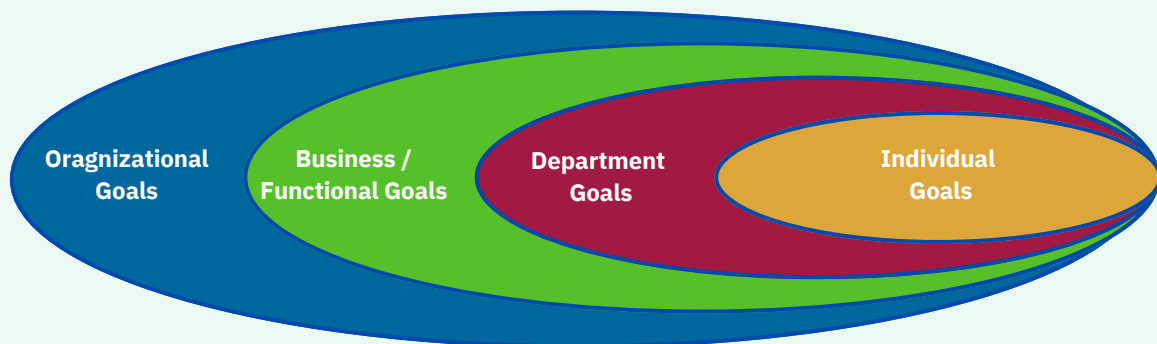 Oragnizational
Goals
Business /
Functional Goals
Department
Goals
Individual
Goals